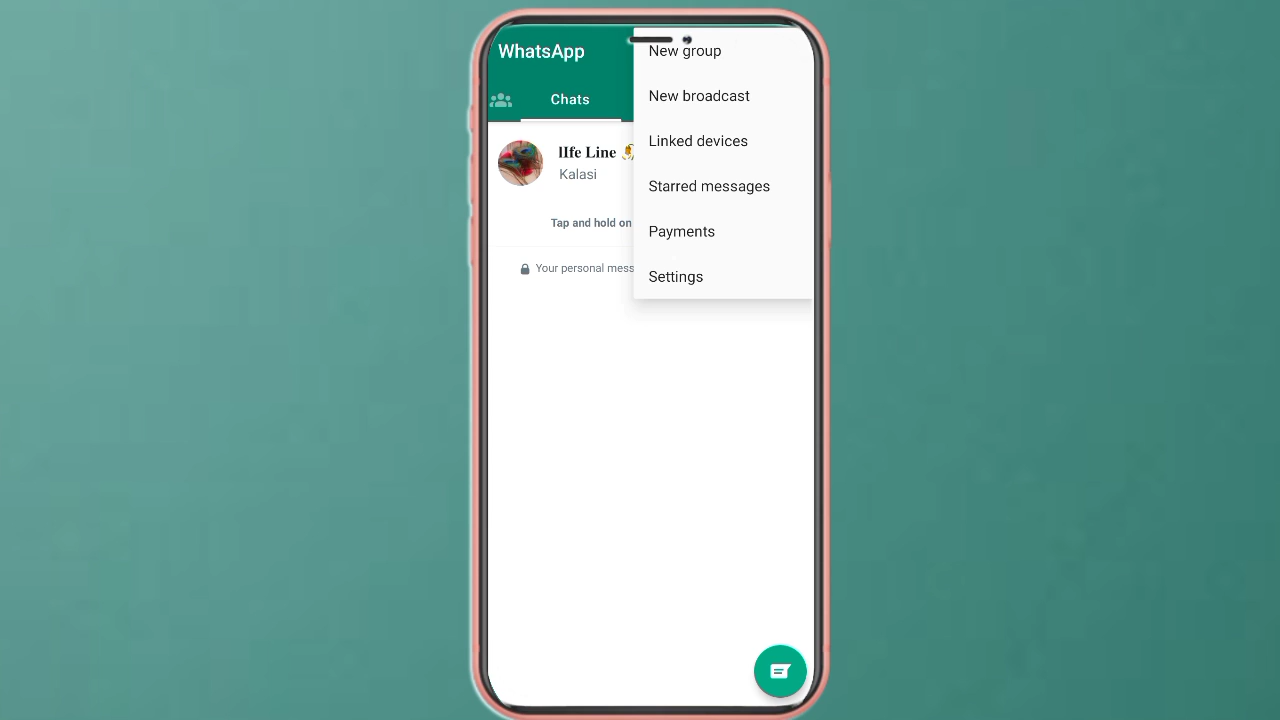 WhatsApp
New group
Chats
New broadcast
Linked devices
lIfe Line
Kalasi
Starred messages
Tap and hold on
Payments
Your personal mess
Settings